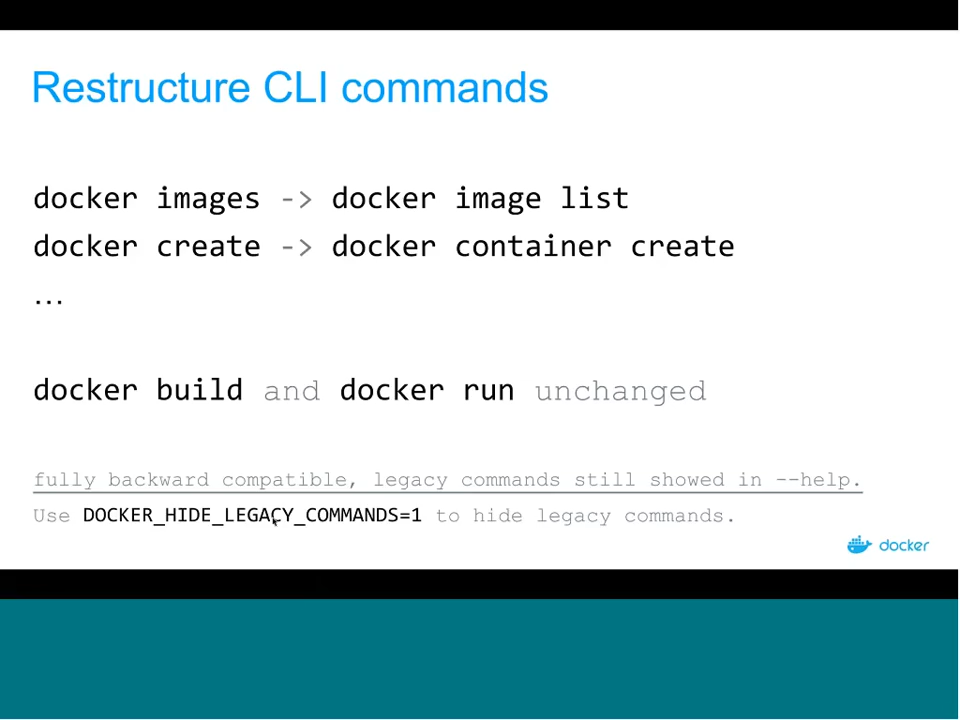 Restructure CLI commands
docker images -> docker image list
docker create -> docker container create
...
docker build and docker run unchanged
fully backward compatible, legacy commands still showed in --help.
Use DOCKER_HIDE_LEGACY_COMMANDS=1 to hide legacy commands.
docker